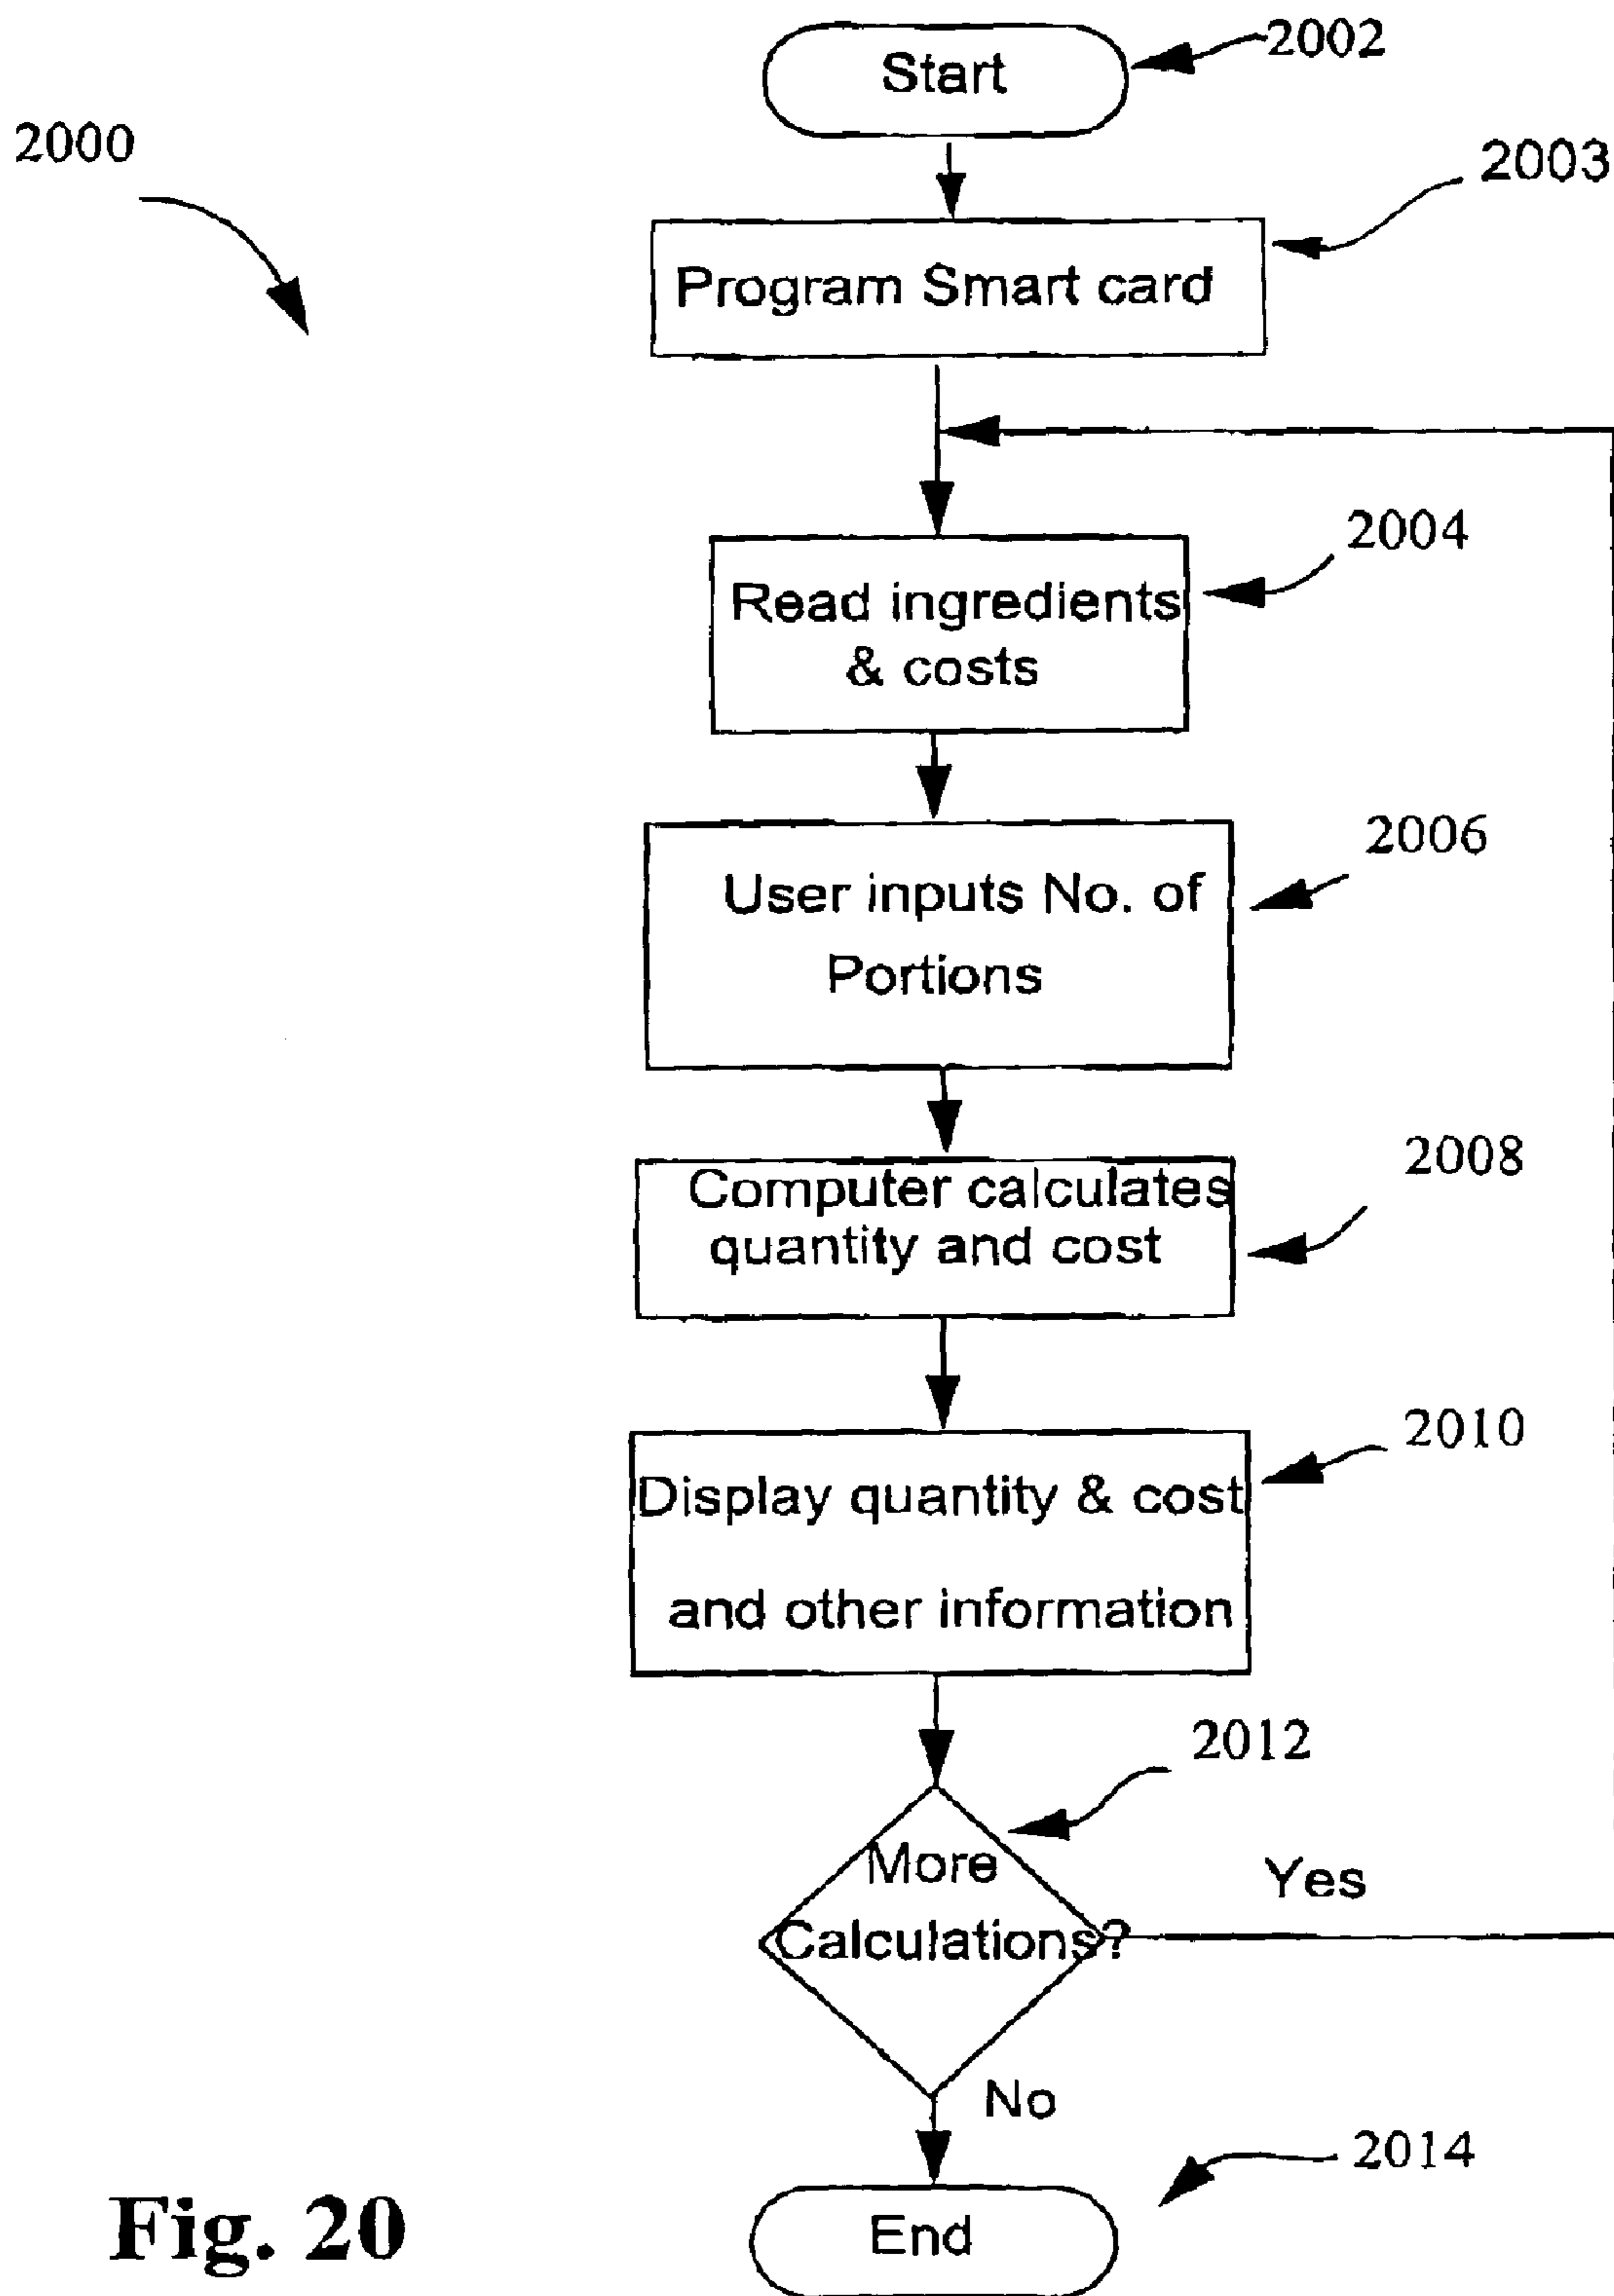 Start
2002
2000
2003
Program Smart card
2004
Read ingredients
& costs
2006
User inputs No. of
Portions
2008
Computer calculates
quantity and cost
2010
Display quantity & cost
and other information
2012
More
Calculations?
Yes
No
2014
End
Fig. 20